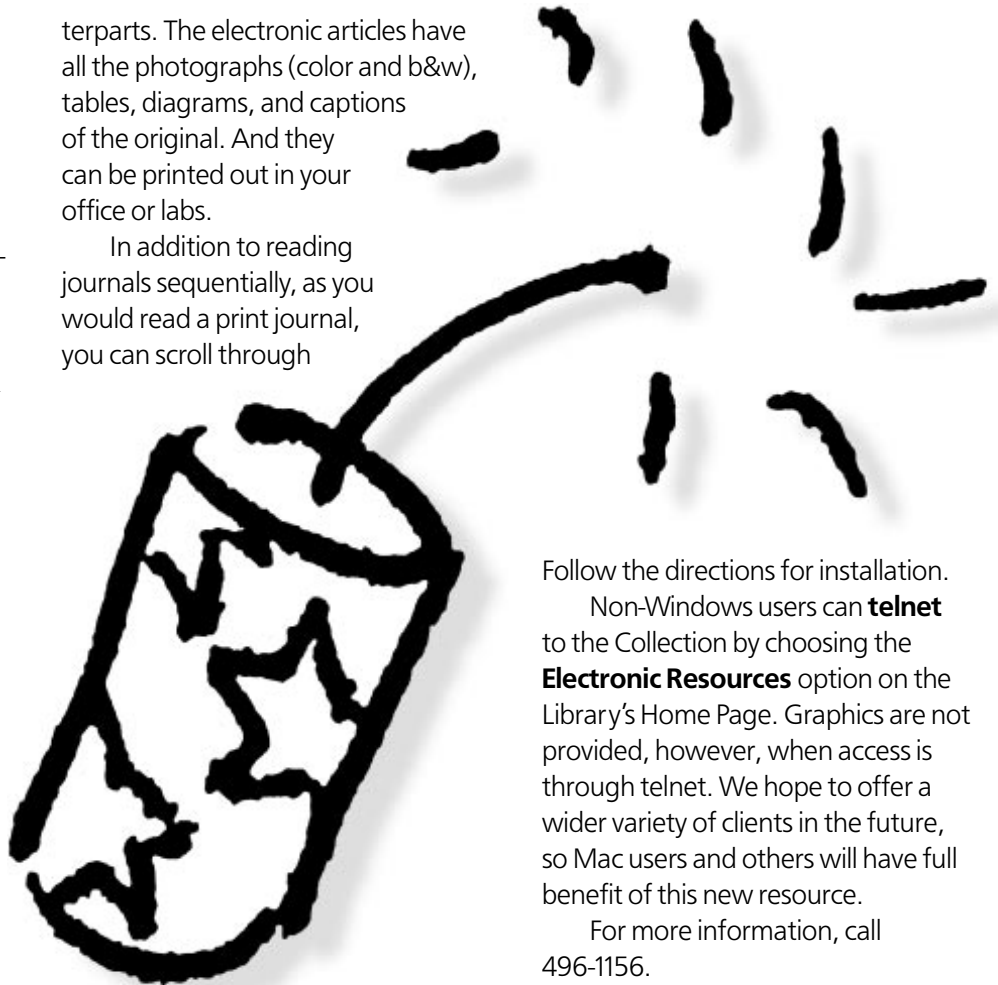 terparts. The electronic articles have
all the photographs (color and b&w),
tables, diagrams, and captions
of the original. And they
can be printed out in your
office or labs.
In addition to reading
journals sequentially, as you
would read a print journal,
you can scroll through
Follow the directions for installation.
Non-Windows users can telnet
to the Collection by choosing the
Electronic Resources option on the
Library's Home Page. Graphics are not
provided, however, when access is
through telnet. We hope to offer a
wider variety of clients in the future,
so Mac users and others will have full
benefit of this new resource.
For more information, call
496-1156.